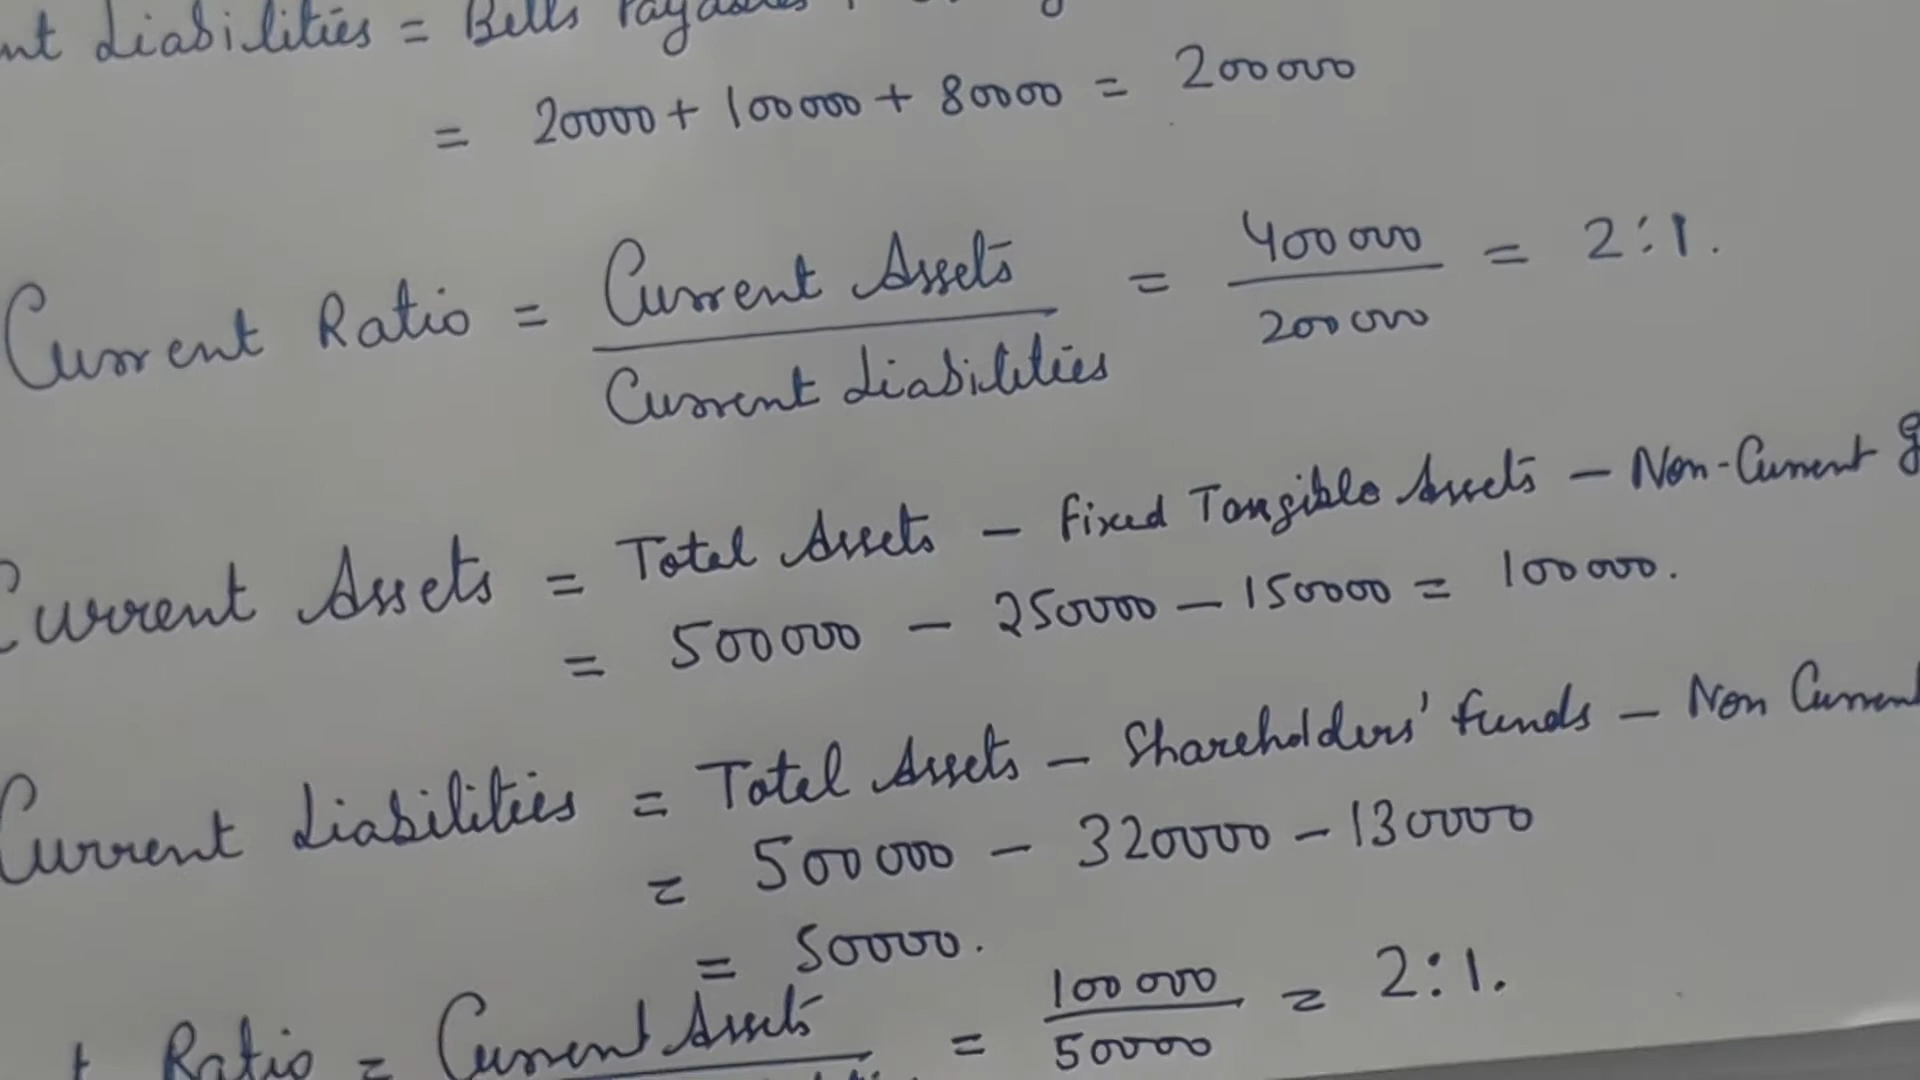 Liabilities = Bills Payables
= 20000 + 100000 + 80000 = 200000
Current Ratio = Current Assets / Current Liabilities = 400000 / 200000 = 2:1.
Current Assets = Total Assets - Fixed Tangible Assets - Non-Current
= 500000 - 250000 - 150000 = 100000.
Current Liabilities = Total Assets - Shareholders' funds - Non Current
= 500000 - 320000 - 130000
= 50000.
Ratio = Current Assets = 100000 / 50000 = 2:1.